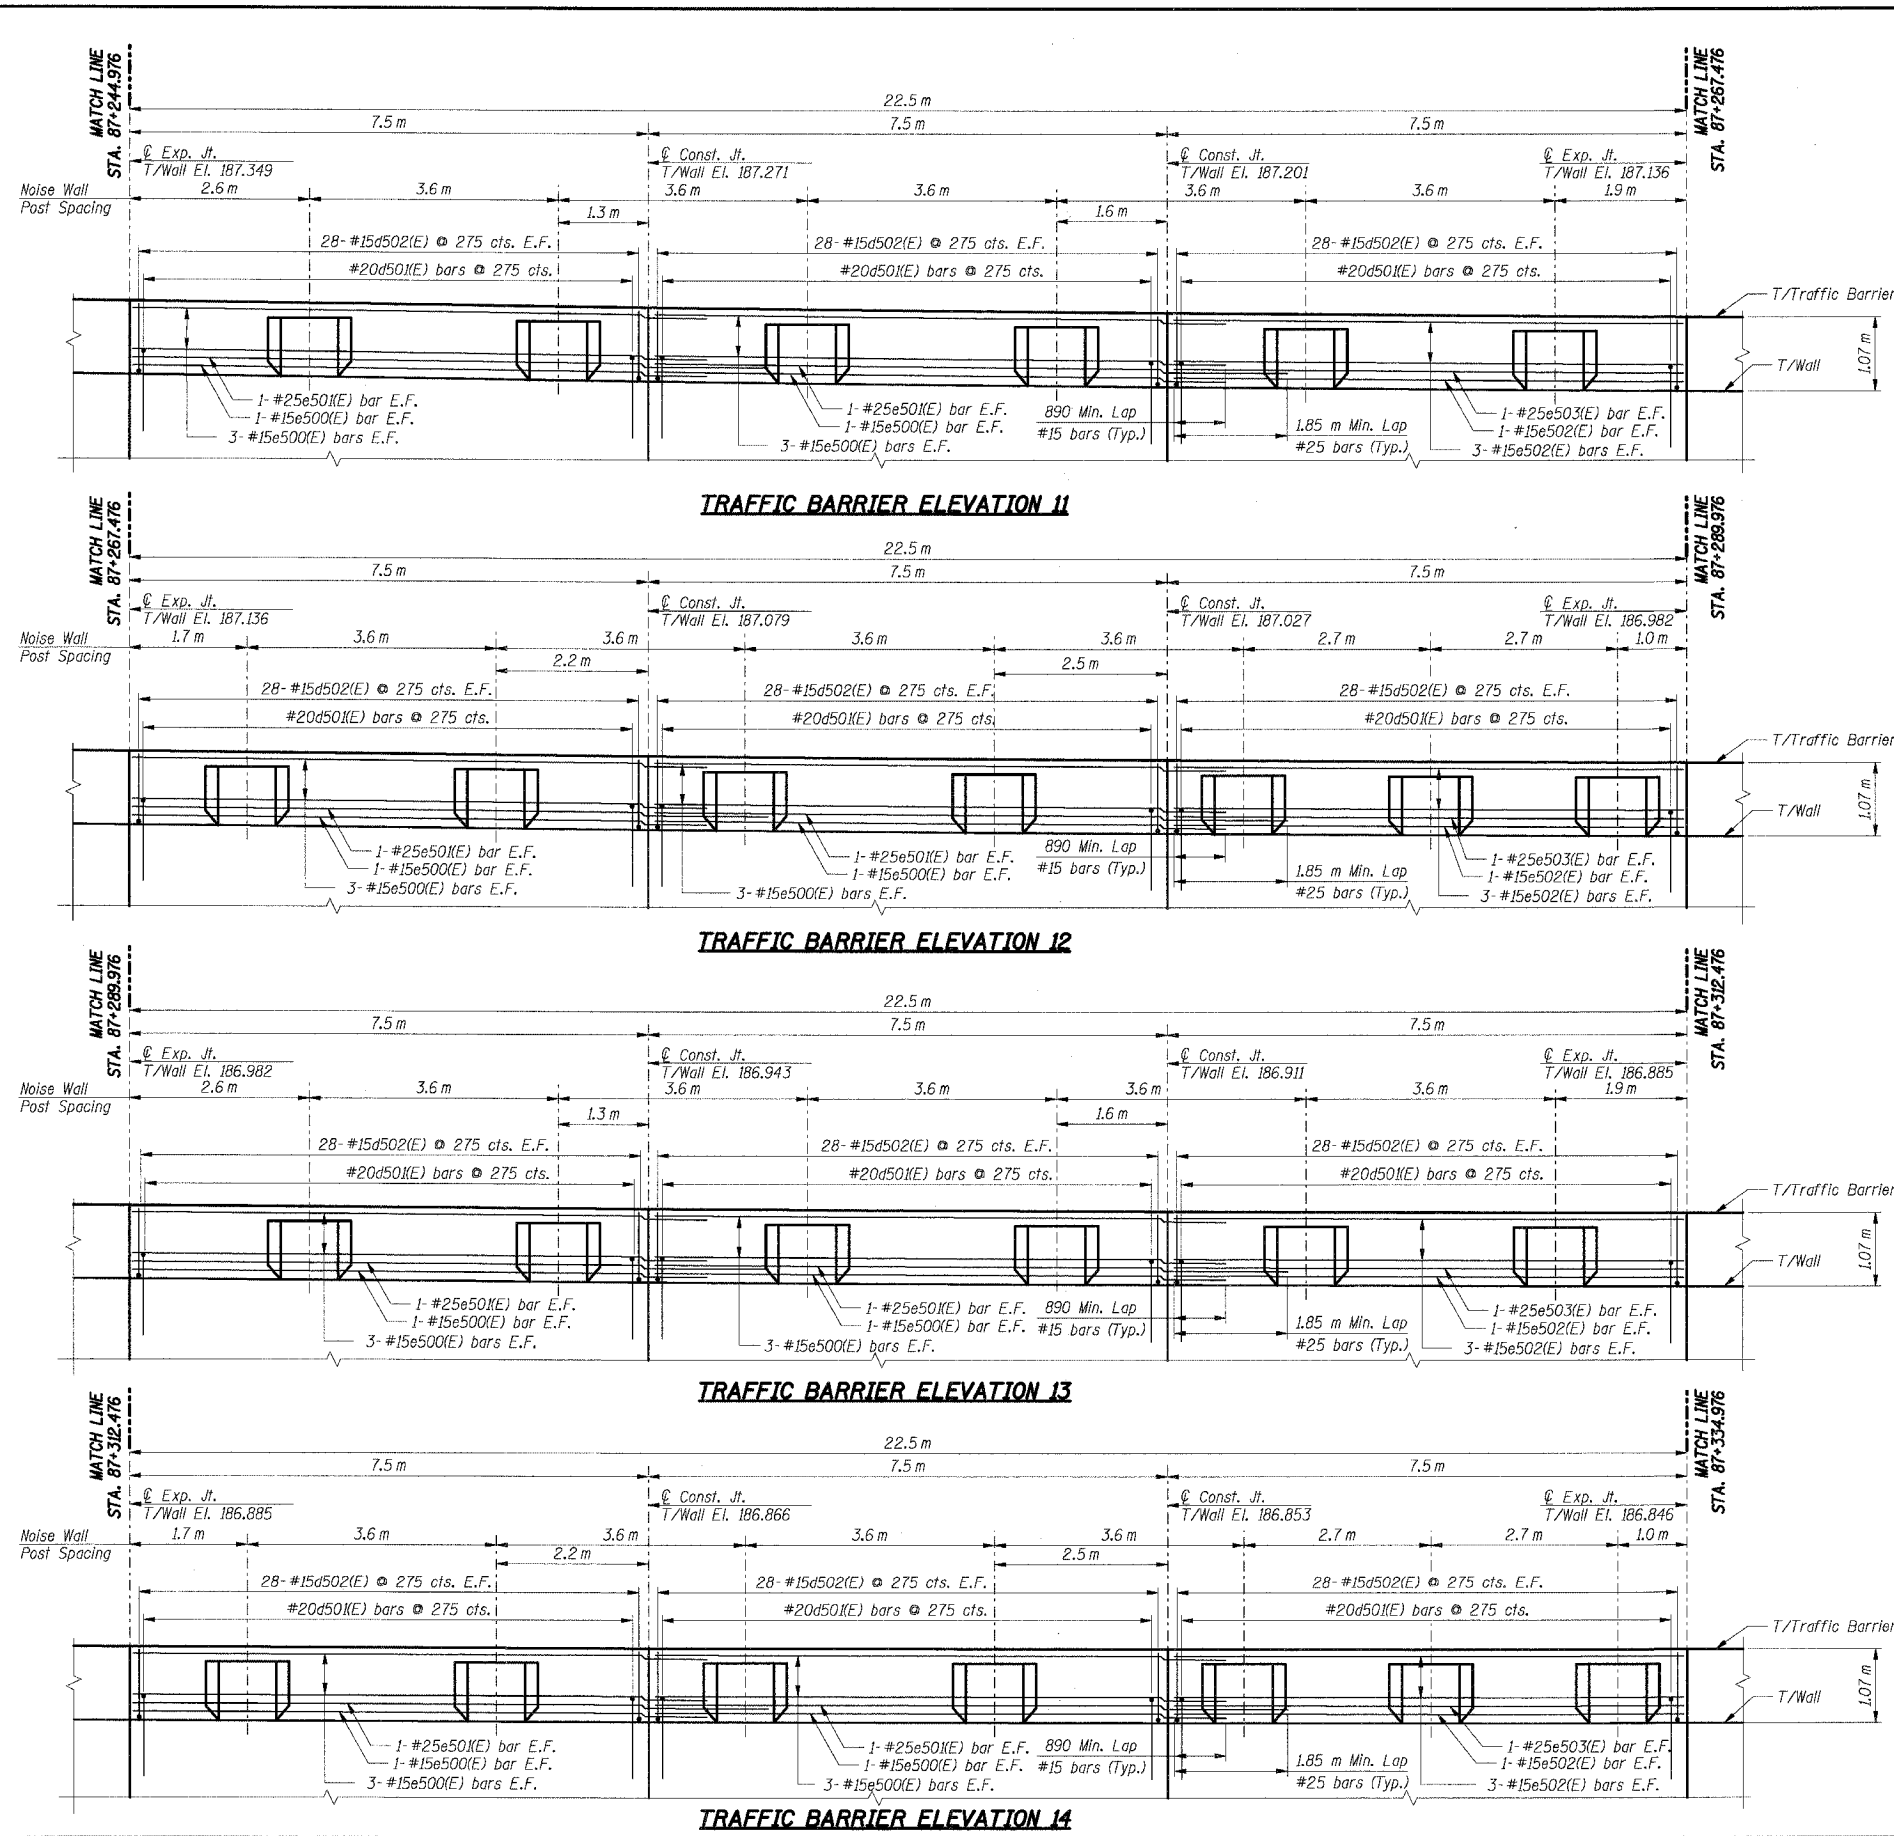 MATCH LINE
STA. 87+244.976
MATCH LINE
STA. 87+267.476
22.5 m
7.5 m 7.5 m 7.5 m
℄ Exp. Jt.
T/Wall El. 187.349
℄ Const. Jt.
T/Wall El. 187.271
℄ Const. Jt.
T/Wall El. 187.201
℄ Exp. Jt.
T/Wall El. 187.136
Noise Wall
Post Spacing
2.6 m 3.6 m 3.6 m 3.6 m 3.6 m 3.6 m 1.9 m
1.3 m 1.6 m
28-#15d502(E) @ 275 cts. E.F. 28-#15d502(E) @ 275 cts. E.F. 28-#15d502(E) @ 275 cts. E.F.
#20d501(E) bars @ 275 cts. #20d501(E) bars @ 275 cts. #20d501(E) bars @ 275 cts.
T/Traffic Barrier
T/Wall
1.07 m
1-#25e501(E) bar E.F.
1-#15e500(E) bar E.F.
3-#15e500(E) bars E.F.
1-#25e501(E) bar E.F.
1-#15e500(E) bar E.F.
3-#15e500(E) bars E.F.
890 Min. Lap
#15 bars (Typ.)
1.85 m Min. Lap
#25 bars (Typ.)
1-#25e503(E) bar E.F.
1-#15e502(E) bar E.F.
3-#15e502(E) bars E.F.
TRAFFIC BARRIER ELEVATION 11
MATCH LINE
STA. 87+267.476
MATCH LINE
STA. 87+289.976
22.5 m
7.5 m 7.5 m 7.5 m
℄ Exp. Jt.
T/Wall El. 187.136
℄ Const. Jt.
T/Wall El. 187.079
℄ Const. Jt.
T/Wall El. 187.027
℄ Exp. Jt.
T/Wall El. 186.982
Noise Wall
Post Spacing
1.7 m 3.6 m 3.6 m 3.6 m 3.6 m 2.7 m 2.7 m 1.0 m
2.2 m 2.5 m
28-#15d502(E) @ 275 cts. E.F. 28-#15d502(E) @ 275 cts. E.F. 28-#15d502(E) @ 275 cts. E.F.
#20d501(E) bars @ 275 cts. #20d501(E) bars @ 275 cts. #20d501(E) bars @ 275 cts.
T/Traffic Barrier
T/Wall
1.07 m
1-#25e501(E) bar E.F.
1-#15e500(E) bar E.F.
3-#15e500(E) bars E.F.
1-#25e501(E) bar E.F.
1-#15e500(E) bar E.F.
3-#15e500(E) bars E.F.
890 Min. Lap
#15 bars (Typ.)
1.85 m Min. Lap
#25 bars (Typ.)
1-#25e503(E) bar E.F.
1-#15e502(E) bar E.F.
3-#15e502(E) bars E.F.
TRAFFIC BARRIER ELEVATION 12
MATCH LINE
STA. 87+289.976
MATCH LINE
STA. 87+312.476
22.5 m
7.5 m 7.5 m 7.5 m
℄ Exp. Jt.
T/Wall El. 186.982
℄ Const. Jt.
T/Wall El. 186.943
℄ Const. Jt.
T/Wall El. 186.911
℄ Exp. Jt.
T/Wall El. 186.885
Noise Wall
Post Spacing
2.6 m 3.6 m 3.6 m 3.6 m 3.6 m 3.6 m 1.9 m
1.3 m 1.6 m
28-#15d502(E) @ 275 cts. E.F. 28-#15d502(E) @ 275 cts. E.F. 28-#15d502(E) @ 275 cts. E.F.
#20d501(E) bars @ 275 cts. #20d501(E) bars @ 275 cts. #20d501(E) bars @ 275 cts.
T/Traffic Barrier
T/Wall
1.07 m
1-#25e501(E) bar E.F.
1-#15e500(E) bar E.F.
3-#15e500(E) bars E.F.
1-#25e501(E) bar E.F.
1-#15e500(E) bar E.F.
3-#15e500(E) bars E.F.
890 Min. Lap
#15 bars (Typ.)
1.85 m Min. Lap
#25 bars (Typ.)
1-#25e503(E) bar E.F.
1-#15e502(E) bar E.F.
3-#15e502(E) bars E.F.
TRAFFIC BARRIER ELEVATION 13
MATCH LINE
STA. 87+312.476
MATCH LINE
STA. 87+334.976
22.5 m
7.5 m 7.5 m 7.5 m
℄ Exp. Jt.
T/Wall El. 186.885
℄ Const. Jt.
T/Wall El. 186.866
℄ Const. Jt.
T/Wall El. 186.853
℄ Exp. Jt.
T/Wall El. 186.846
Noise Wall
Post Spacing
1.7 m 3.6 m 3.6 m 3.6 m 3.6 m 2.7 m 2.7 m 1.0 m
2.2 m 2.5 m
28-#15d502(E) @ 275 cts. E.F. 28-#15d502(E) @ 275 cts. E.F. 28-#15d502(E) @ 275 cts. E.F.
#20d501(E) bars @ 275 cts. #20d501(E) bars @ 275 cts. #20d501(E) bars @ 275 cts.
T/Traffic Barrier
T/Wall
1.07 m
1-#25e501(E) bar E.F.
1-#15e500(E) bar E.F.
3-#15e500(E) bars E.F.
1-#25e501(E) bar E.F.
1-#15e500(E) bar E.F.
3-#15e500(E) bars E.F.
890 Min. Lap
#15 bars (Typ.)
1.85 m Min. Lap
#25 bars (Typ.)
1-#25e503(E) bar E.F.
1-#15e502(E) bar E.F.
3-#15e502(E) bars E.F.
TRAFFIC BARRIER ELEVATION 14